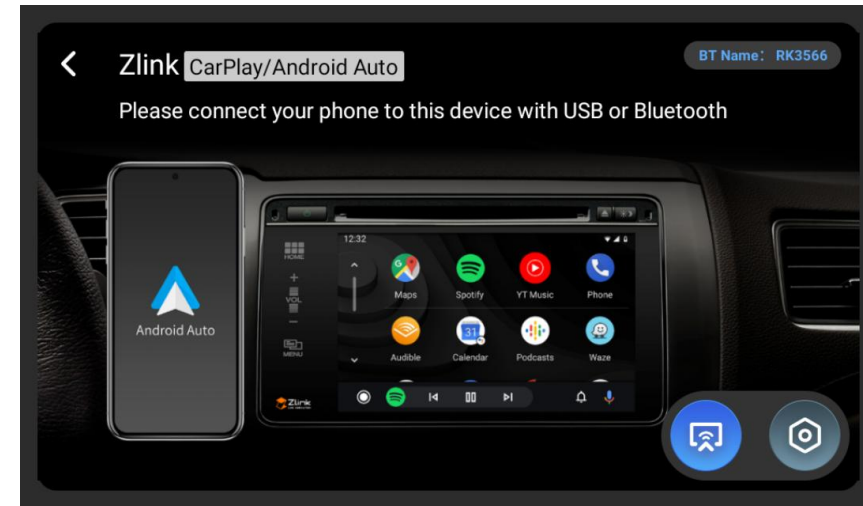 Zlink CarPlay/Android Auto
BT Name: RK3566
Please connect your phone to this device with USB or Bluetooth
Android Auto
HOME
VOL
MENU
12:32
Maps
Spotify
YT Music
Phone
31
Audible
Calendar
Podcasts
Waze
Zlink